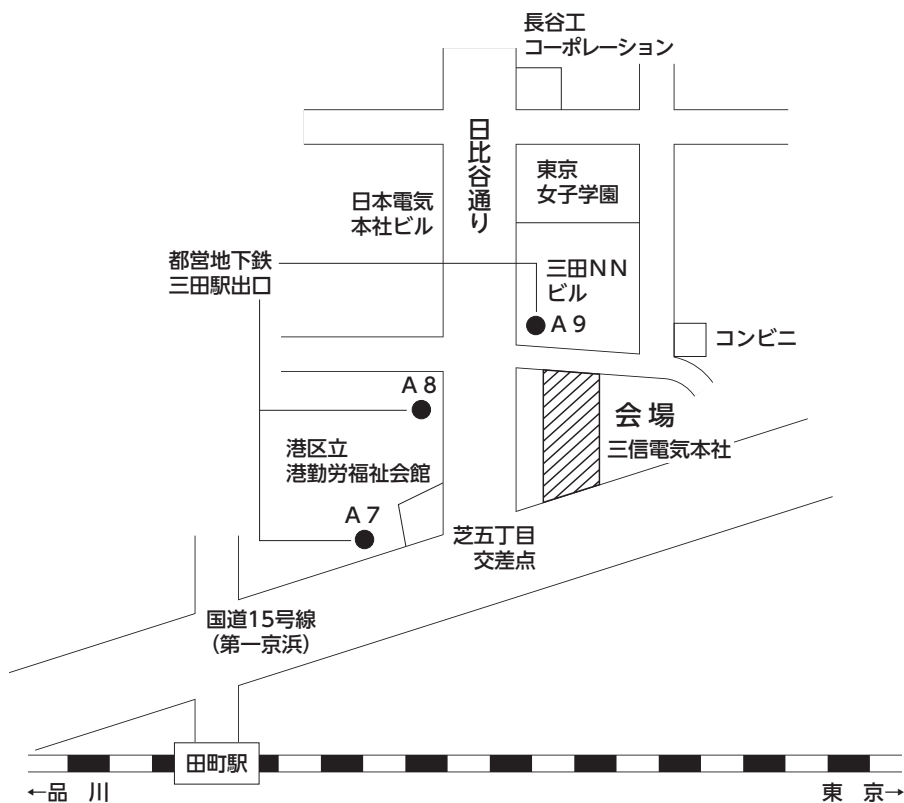 長谷工
コーポレーション
日比谷通り
東京
女子学園
日本電気
本社ビル
都営地下鉄
三田駅出口
三田NN
ビル
A9
コンビニ
A8
会場
三信電気本社
港区立
港勤労福祉会館
A7
芝五丁目
交差点
国道15号線
(第一京浜)
田町駅
←品 川
東 京→